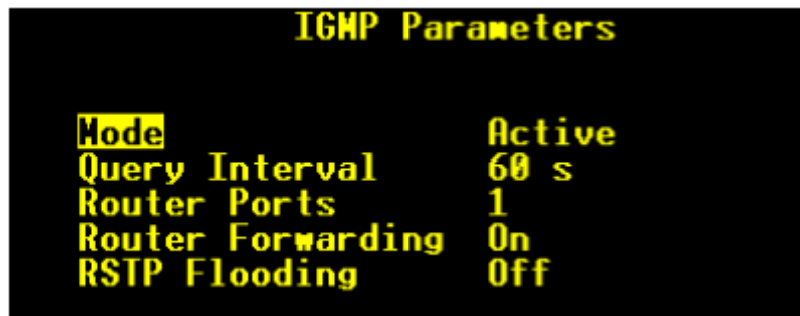 IGMP Parameters
Mode Active
Query Interval 60 s
Router Ports 1
Router Forwarding On
RSTP Flooding Off